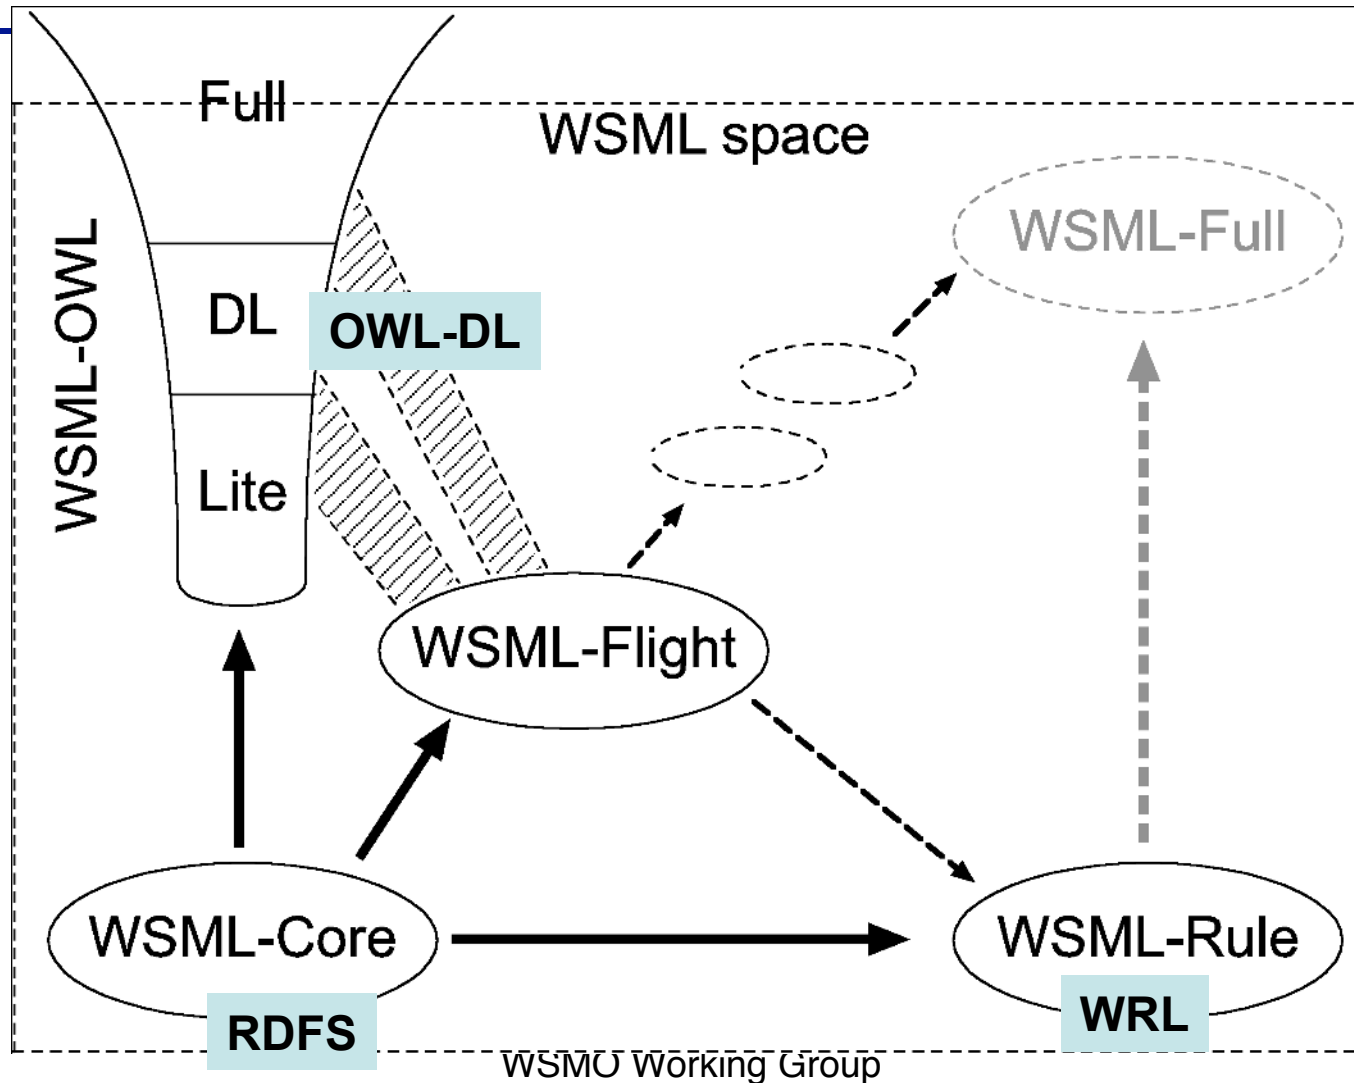 Full
WSML space
WSML-OWL
WSML-Full
DL
OWL-DL
Lite
WSML-Flight
WSML-Core
WSML-Rule
RDFS
WRL
WSMO Working Group